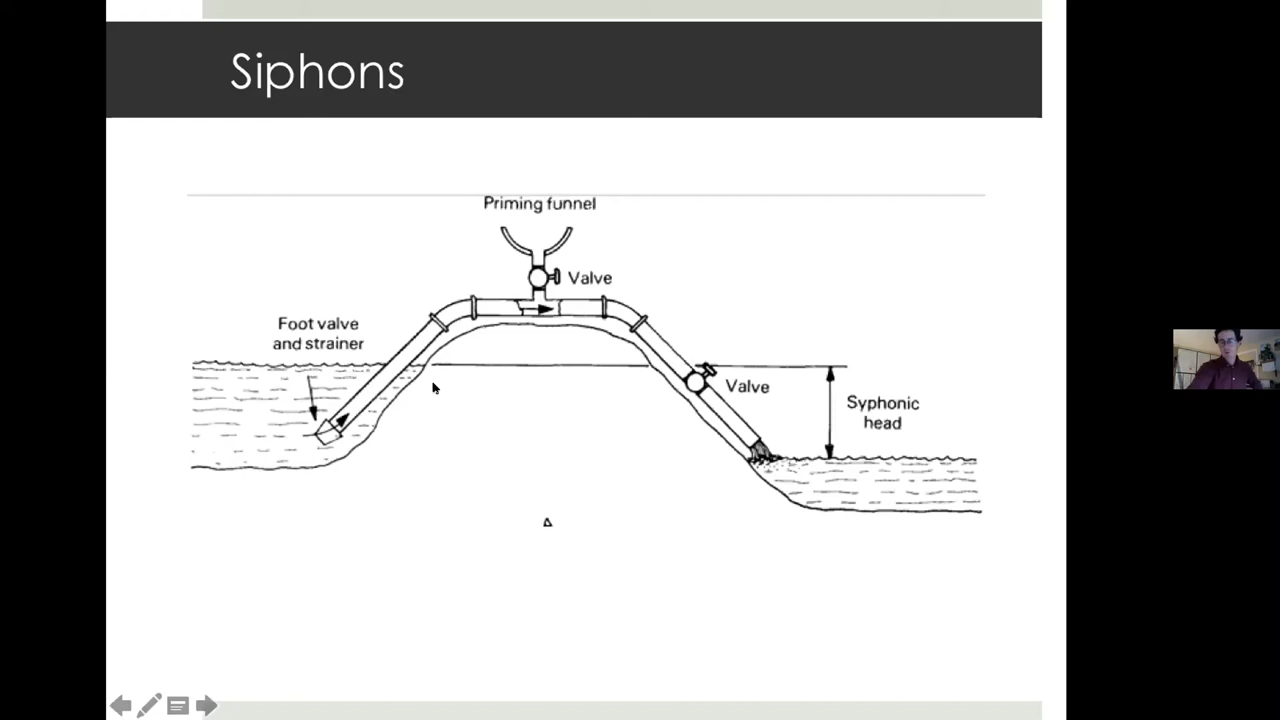 Siphons
Priming funnel
Valve
Foot valve
and strainer
Valve
Syphonic
head